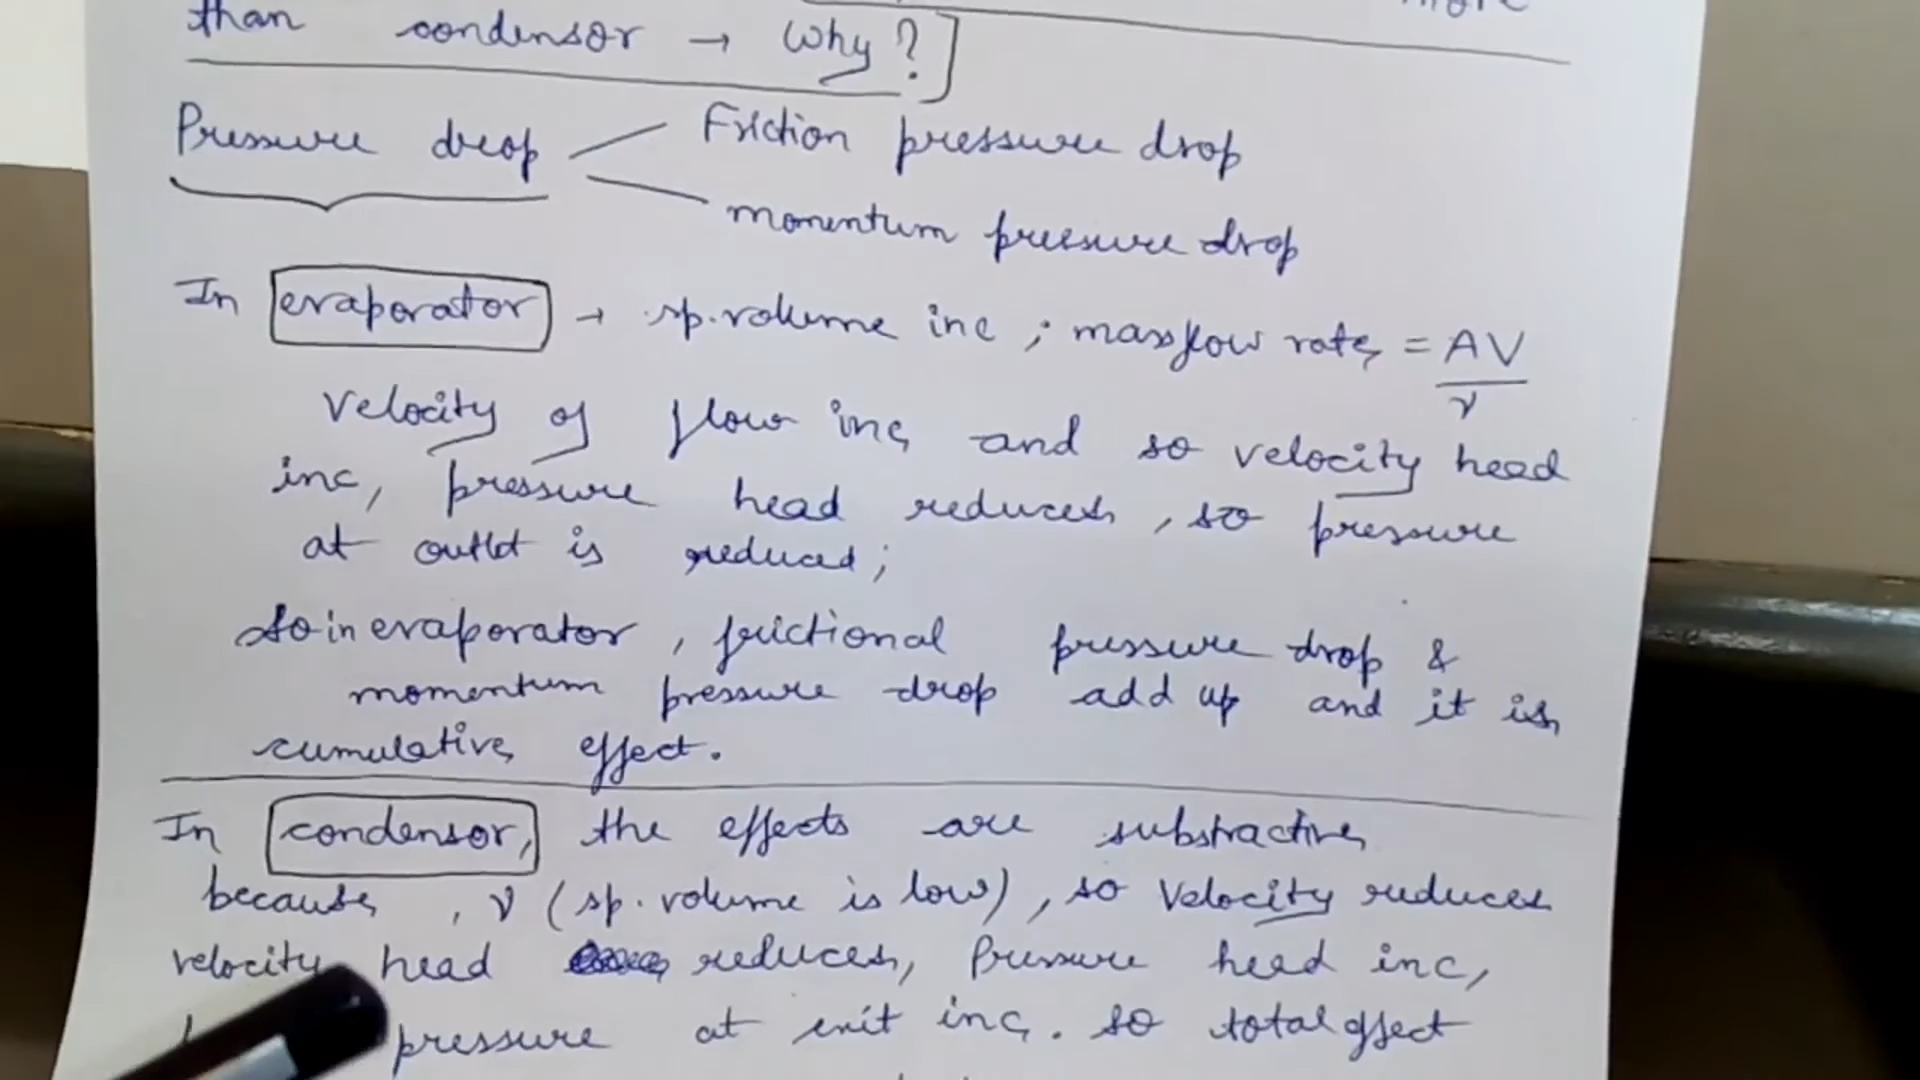 more
than condensor → Why?
Pressure drop Friction pressure drop
momentum pressure drop
In evaporator → sp.volume inc ; massflow rate = AV/v
velocity of flow inc, and so velocity head
inc, pressure head reduces, so pressure
at outlet is reduced;
So in evaporator, frictional pressure drop &
momentum pressure drop add up and it is
cumulative effect.
In condensor, the effects are substractive
because, v (sp. volume is low), so Velocity reduces
velocity head reduces, Pressure head inc,
pressure at exit inc. so total effect